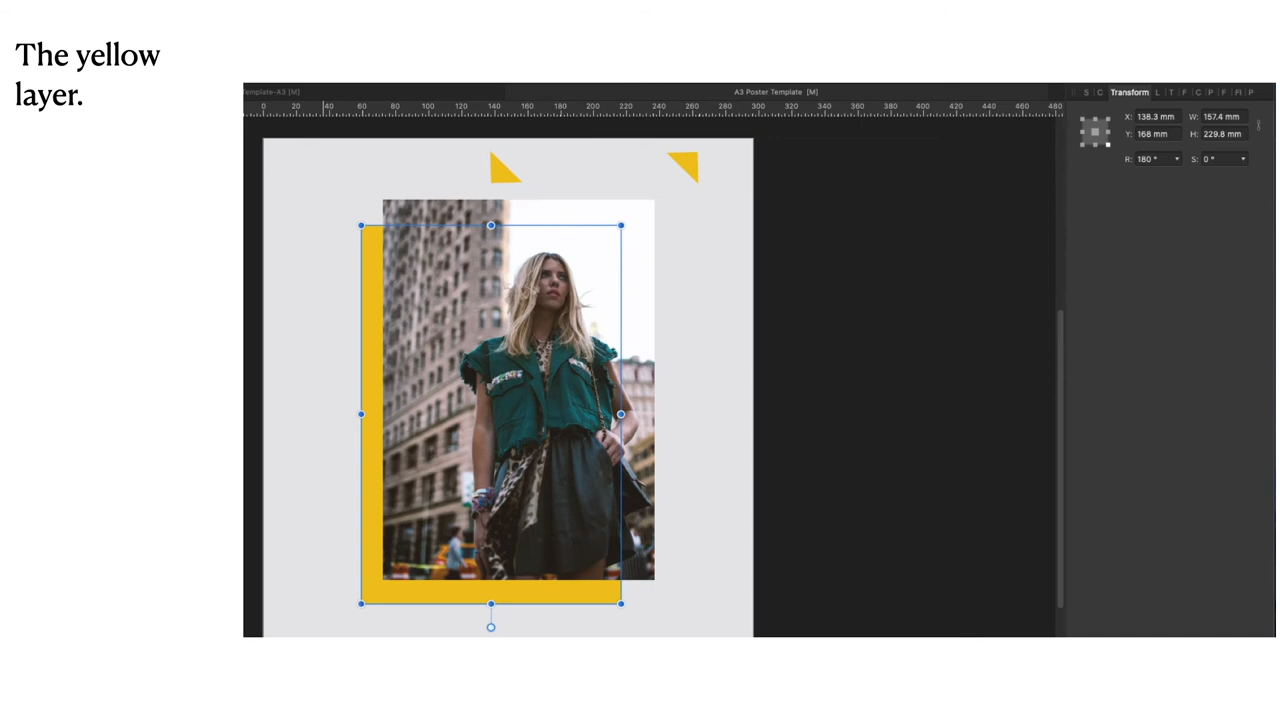 The yellow
layer.
Template-A3 [M]
A3 Poster Template [M]
S C Transform L T F C P F FI P
0 20 40 60 80 100 120 140 160 180 200 220 240 260 280 300 320 340 360 380 400 420 440 460 480
X: 138.3 mm W: 157.4 mm
Y: 168 mm H: 229.8 mm
R: 180 ° S: 0 °